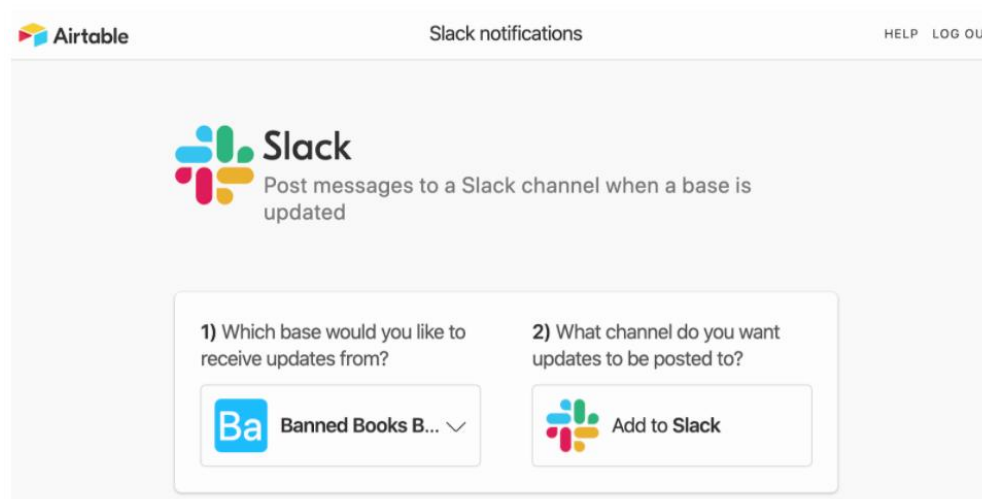 Airtable
Slack notifications
HELP LOG OU
Slack
Post messages to a Slack channel when a base is
updated
1) Which base would you like to
receive updates from?
2) What channel do you want
updates to be posted to?
Ba
Banned Books B...
Add to Slack